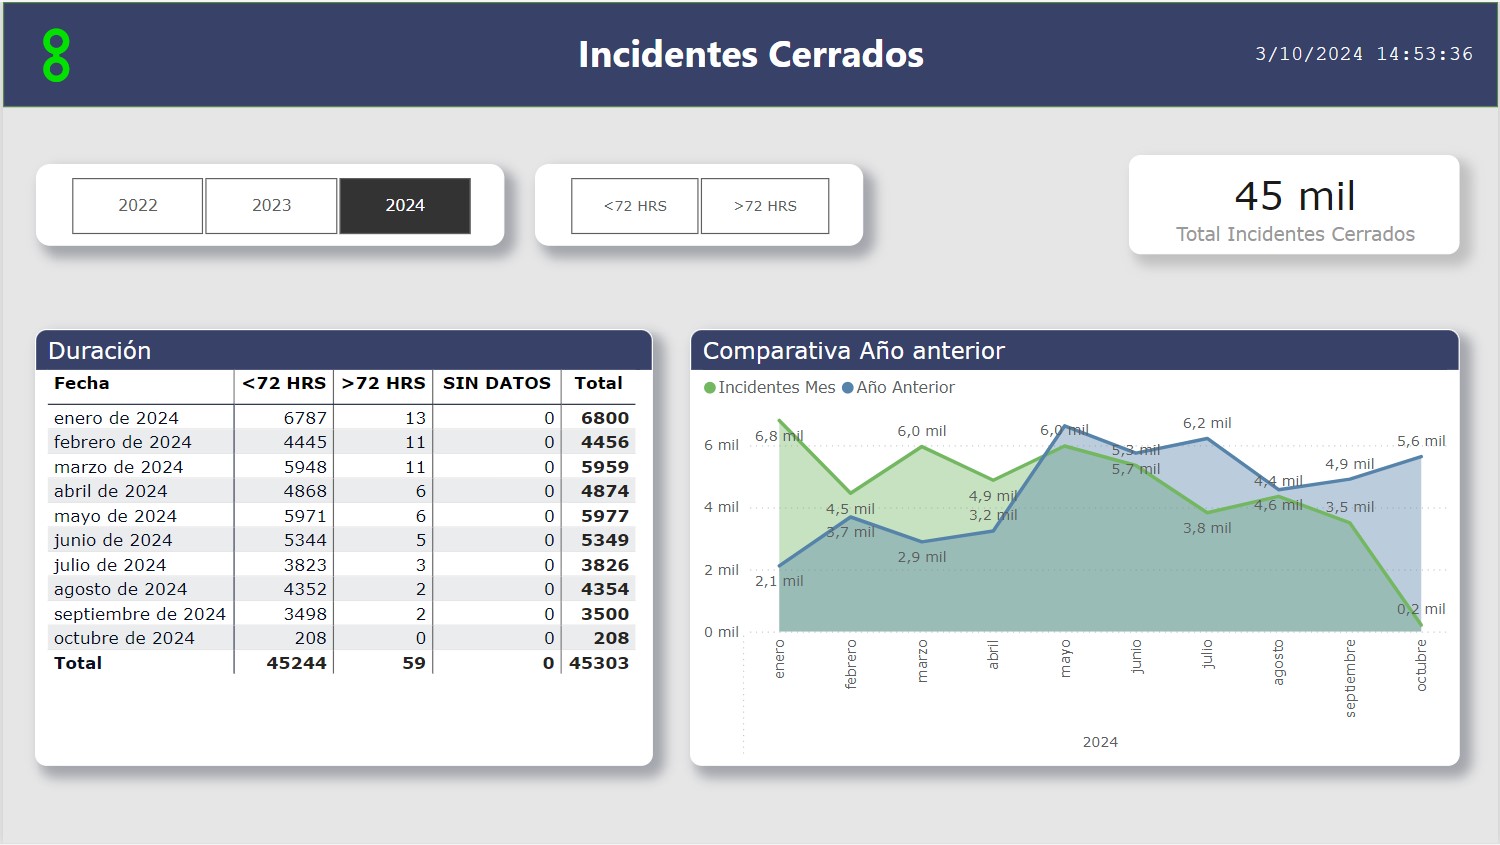 Incidentes Cerrados
3/10/2024 14:53:36
2022 2023 2024
<72 HRS >72 HRS
45 mil
Total Incidentes Cerrados
Duración
Fecha <72 HRS >72 HRS SIN DATOS Total
enero de 2024 6787 13 0 6800
febrero de 2024 4445 11 0 4456
marzo de 2024 5948 11 0 5959
abril de 2024 4868 6 0 4874
mayo de 2024 5971 6 0 5977
junio de 2024 5344 5 0 5349
julio de 2024 3823 3 0 3826
agosto de 2024 4352 2 0 4354
septiembre de 2024 3498 2 0 3500
octubre de 2024 208 0 0 208
Total 45244 59 0 45303
Comparativa Año anterior
Incidentes Mes Año Anterior
6 mil
4 mil
2 mil
0 mil
6,8 mil
4,5 mil
6,0 mil
4,9 mil
6,0 mil
5,3 mil
3,8 mil
4,4 mil
3,5 mil
0,2 mil
2,1 mil
3,7 mil
2,9 mil
3,2 mil
5,7 mil
6,2 mil
4,6 mil
4,9 mil
5,6 mil
enero
febrero
marzo
abril
mayo
junio
julio
agosto
septiembre
octubre
2024